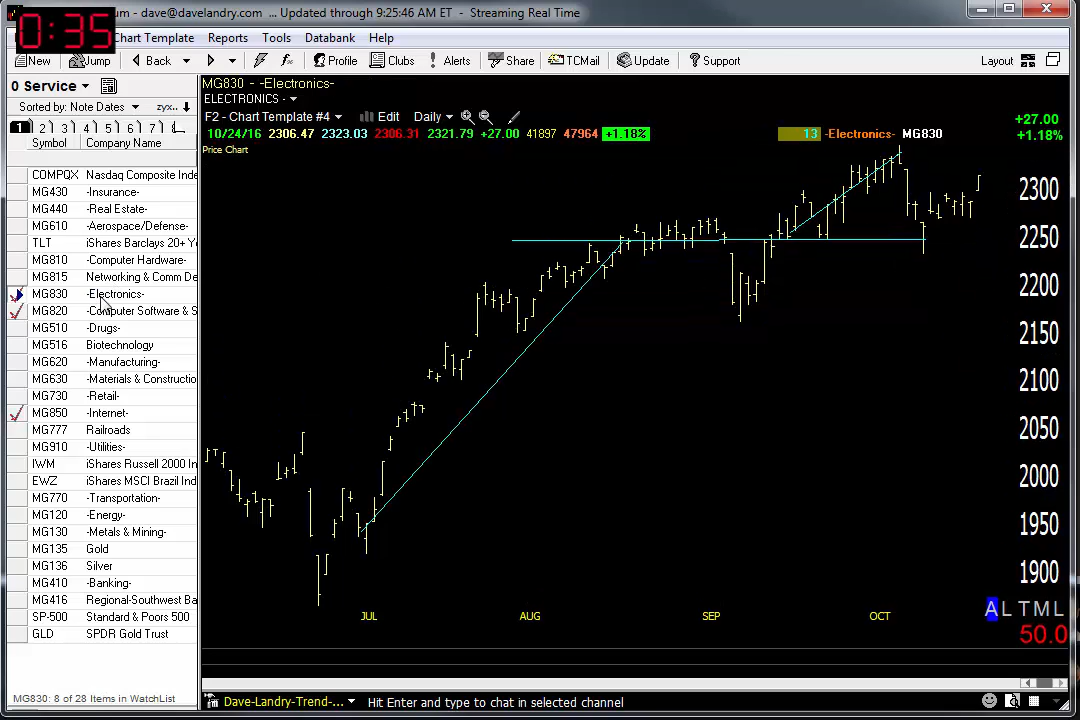 0:35
um - dave@davelandry.com ... Updated through 9:25:46 AM ET - Streaming Real Time
Chart Template Reports Tools Databank Help
New Jump Back Profile Clubs Alerts Share TCMail Update Support Layout
0 Service
Sorted by: Note Dates zyx..
1 2 3 4 5 6 7
Symbol Company Name
COMPQX Nasdaq Composite Inde
MG430 -Insurance-
MG440 -Real Estate-
MG610 -Aerospace/Defense-
TLT iShares Barclays 20+ Y
MG810 -Computer Hardware-
MG815 Networking & Comm De
MG830 -Electronics-
MG820 -Computer Software & S
MG510 -Drugs-
MG516 Biotechnology
MG620 -Manufacturing-
MG630 -Materials & Constructio
MG730 -Retail-
MG850 -Internet-
MG777 Railroads
MG910 -Utilities-
IWM iShares Russell 2000 In
EWZ iShares MSCI Brazil Ind
MG770 -Transportation-
MG120 -Energy-
MG130 -Metals & Mining-
MG135 Gold
MG136 Silver
MG410 -Banking-
MG416 Regional-Southwest Ba
SP-500 Standard & Poors 500
GLD SPDR Gold Trust
MG830: 8 of 28 Items in WatchList
MG830 - -Electronics-
ELECTRONICS -
F2 - Chart Template #4 Edit Daily
10/24/16 2306.47 2323.03 2306.31 2321.79 +27.00 41897 47964 +1.18% 13 -Electronics- MG830
+27.00
+1.18%
Price Chart
2300
2250
2200
2150
2100
2050
2000
1950
1900
JUL AUG SEP OCT
A L T M L
50.0
Dave-Landry-Trend-... Hit Enter and type to chat in selected channel